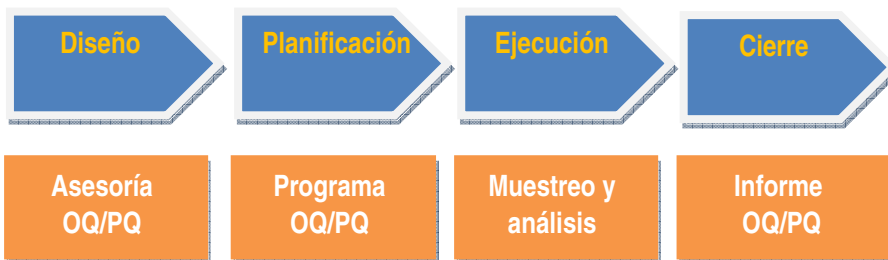 Diseño
Planificación
Ejecución
Cierre
Asesoría
OQ/PQ
Programa
OQ/PQ
Muestreo y
análisis
Informe
OQ/PQ